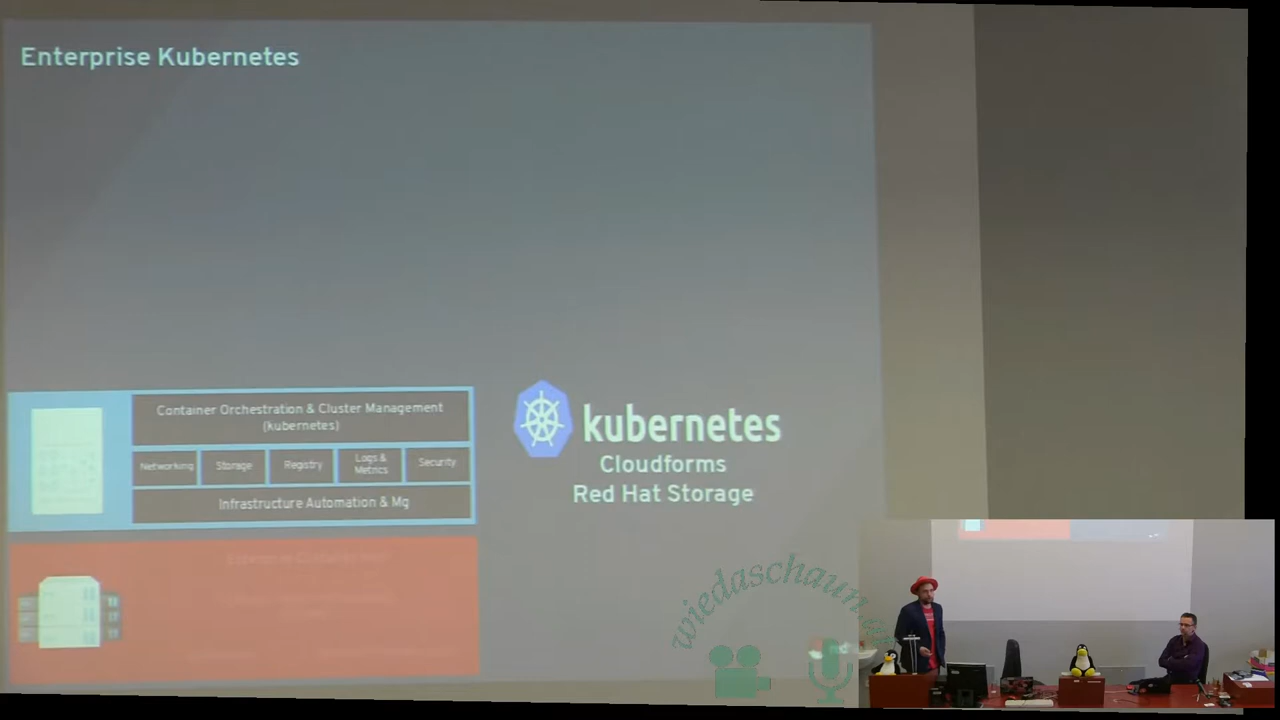 Enterprise Kubernetes
Container Orchestration & Cluster Management
(kubernetes)
Networking
Storage
Registry
Logs &
Metrics
Security
Infrastructure Automation & Mg
kubernetes
Cloudforms
Red Hat Storage